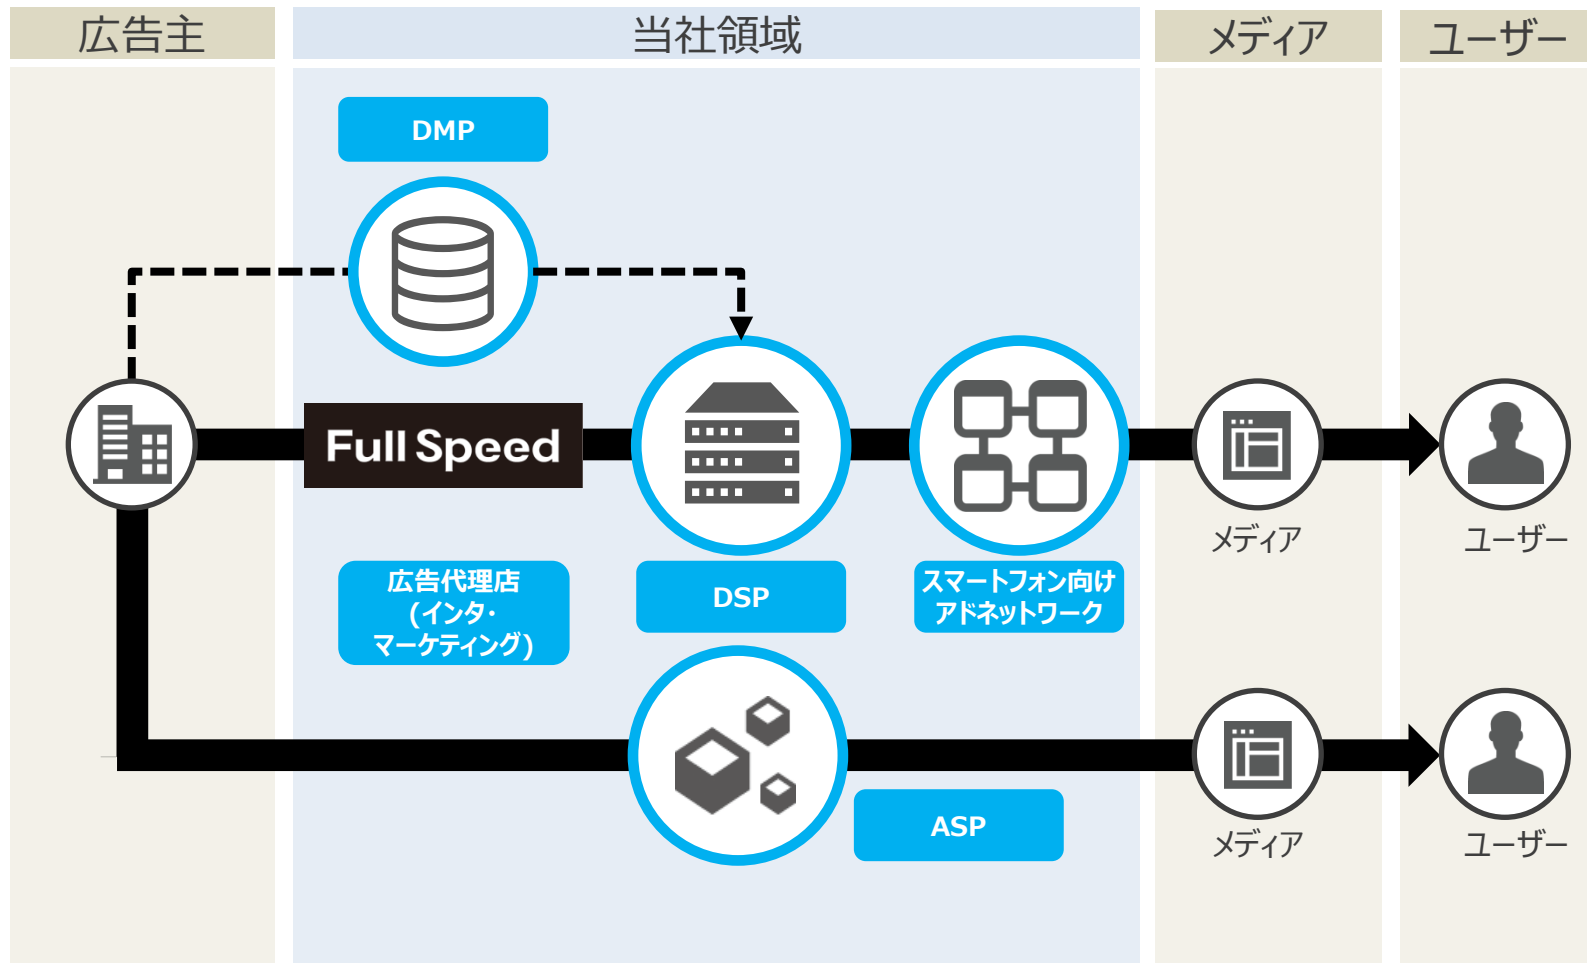 広告主
当社領域
メディア
ユーザー
DMP
Full Speed
メディア
ユーザー
広告代理店
(インタ・
マーケティング)
DSP
スマートフォン向け
アドネットワーク
ASP
メディア
ユーザー